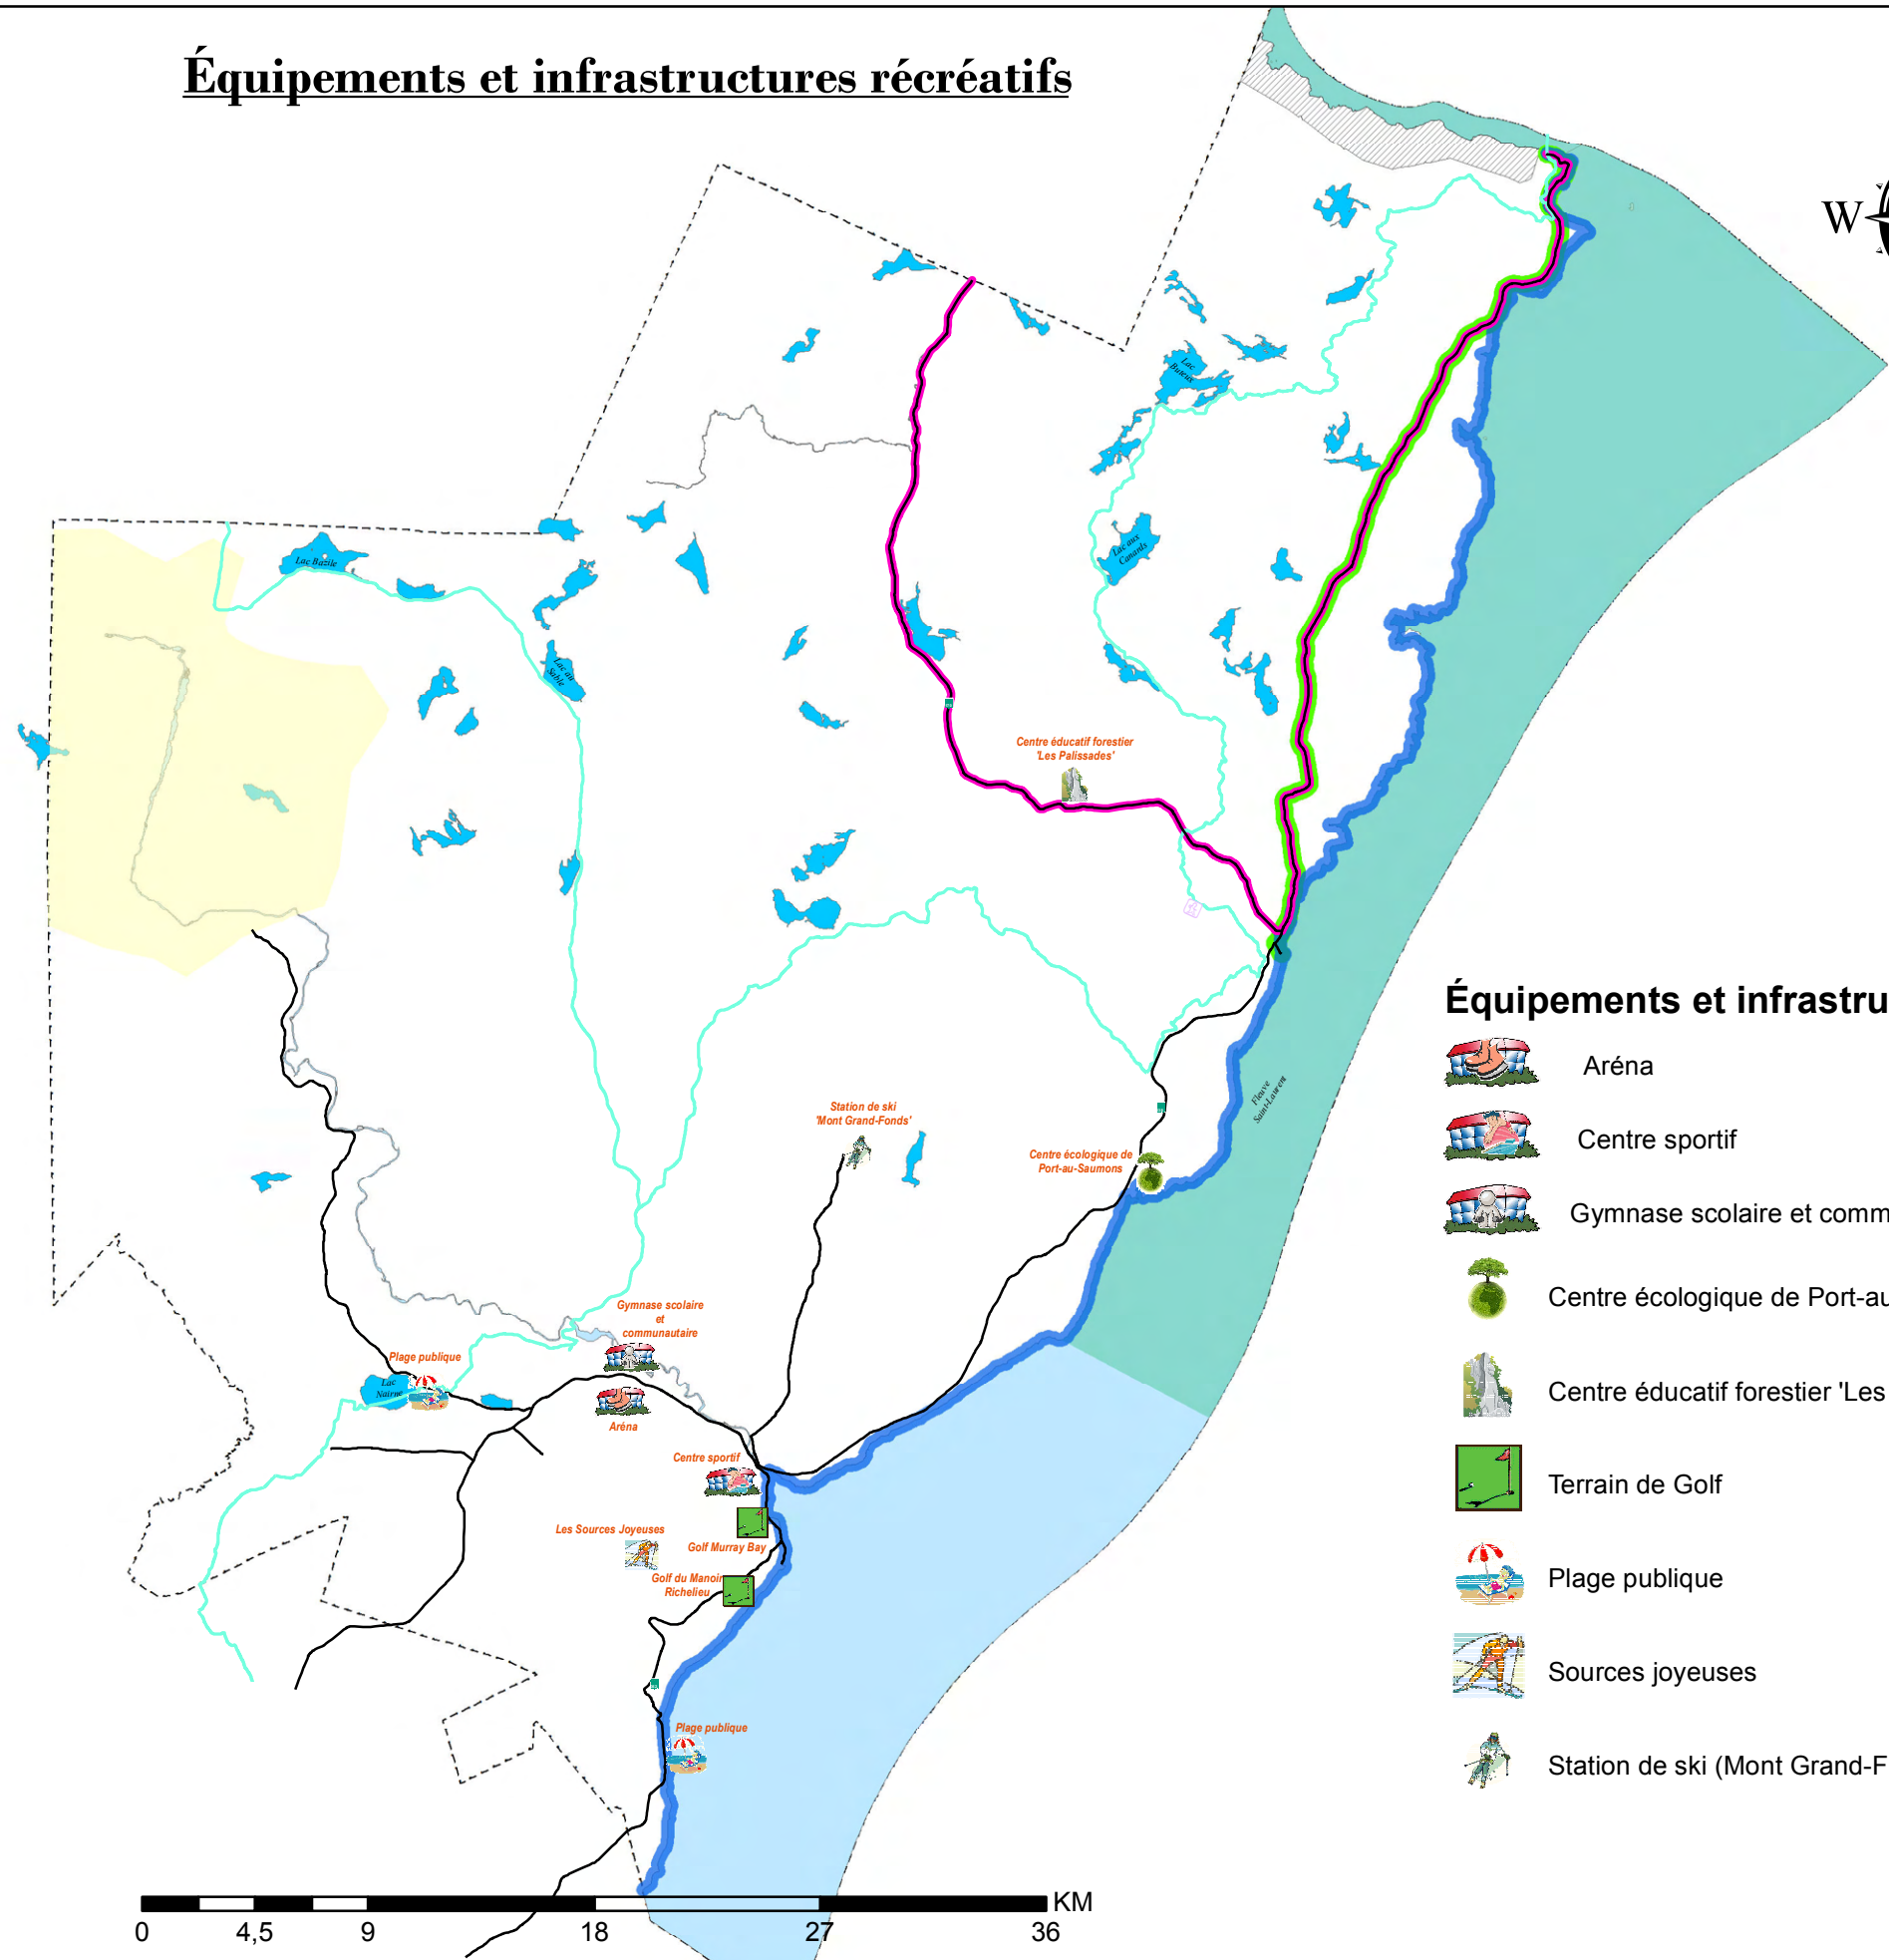 Équipements et infrastructures récréatifs
W
Lac
Buteux
Lac aux
Canards
Lac Bazile
Lac au
Sable
Centre éducatif forestier
'Les Palissades'
Fleuve
Saint-Laurent
Station de ski
'Mont Grand-Fonds'
Centre écologique de
Port-au-Saumons
Gymnase scolaire
et
communautaire
Plage publique
Lac
Nairne
Aréna
Centre sportif
Les Sources Joyeuses
Golf Murray Bay
Golf du Manoir
Richelieu
Plage publique
KM
0 4,5 9 18 27 36
Équipements et infrastru
Aréna
Centre sportif
Gymnase scolaire et comm
Centre écologique de Port-au
Centre éducatif forestier 'Les
Terrain de Golf
Plage publique
Sources joyeuses
Station de ski (Mont Grand-F